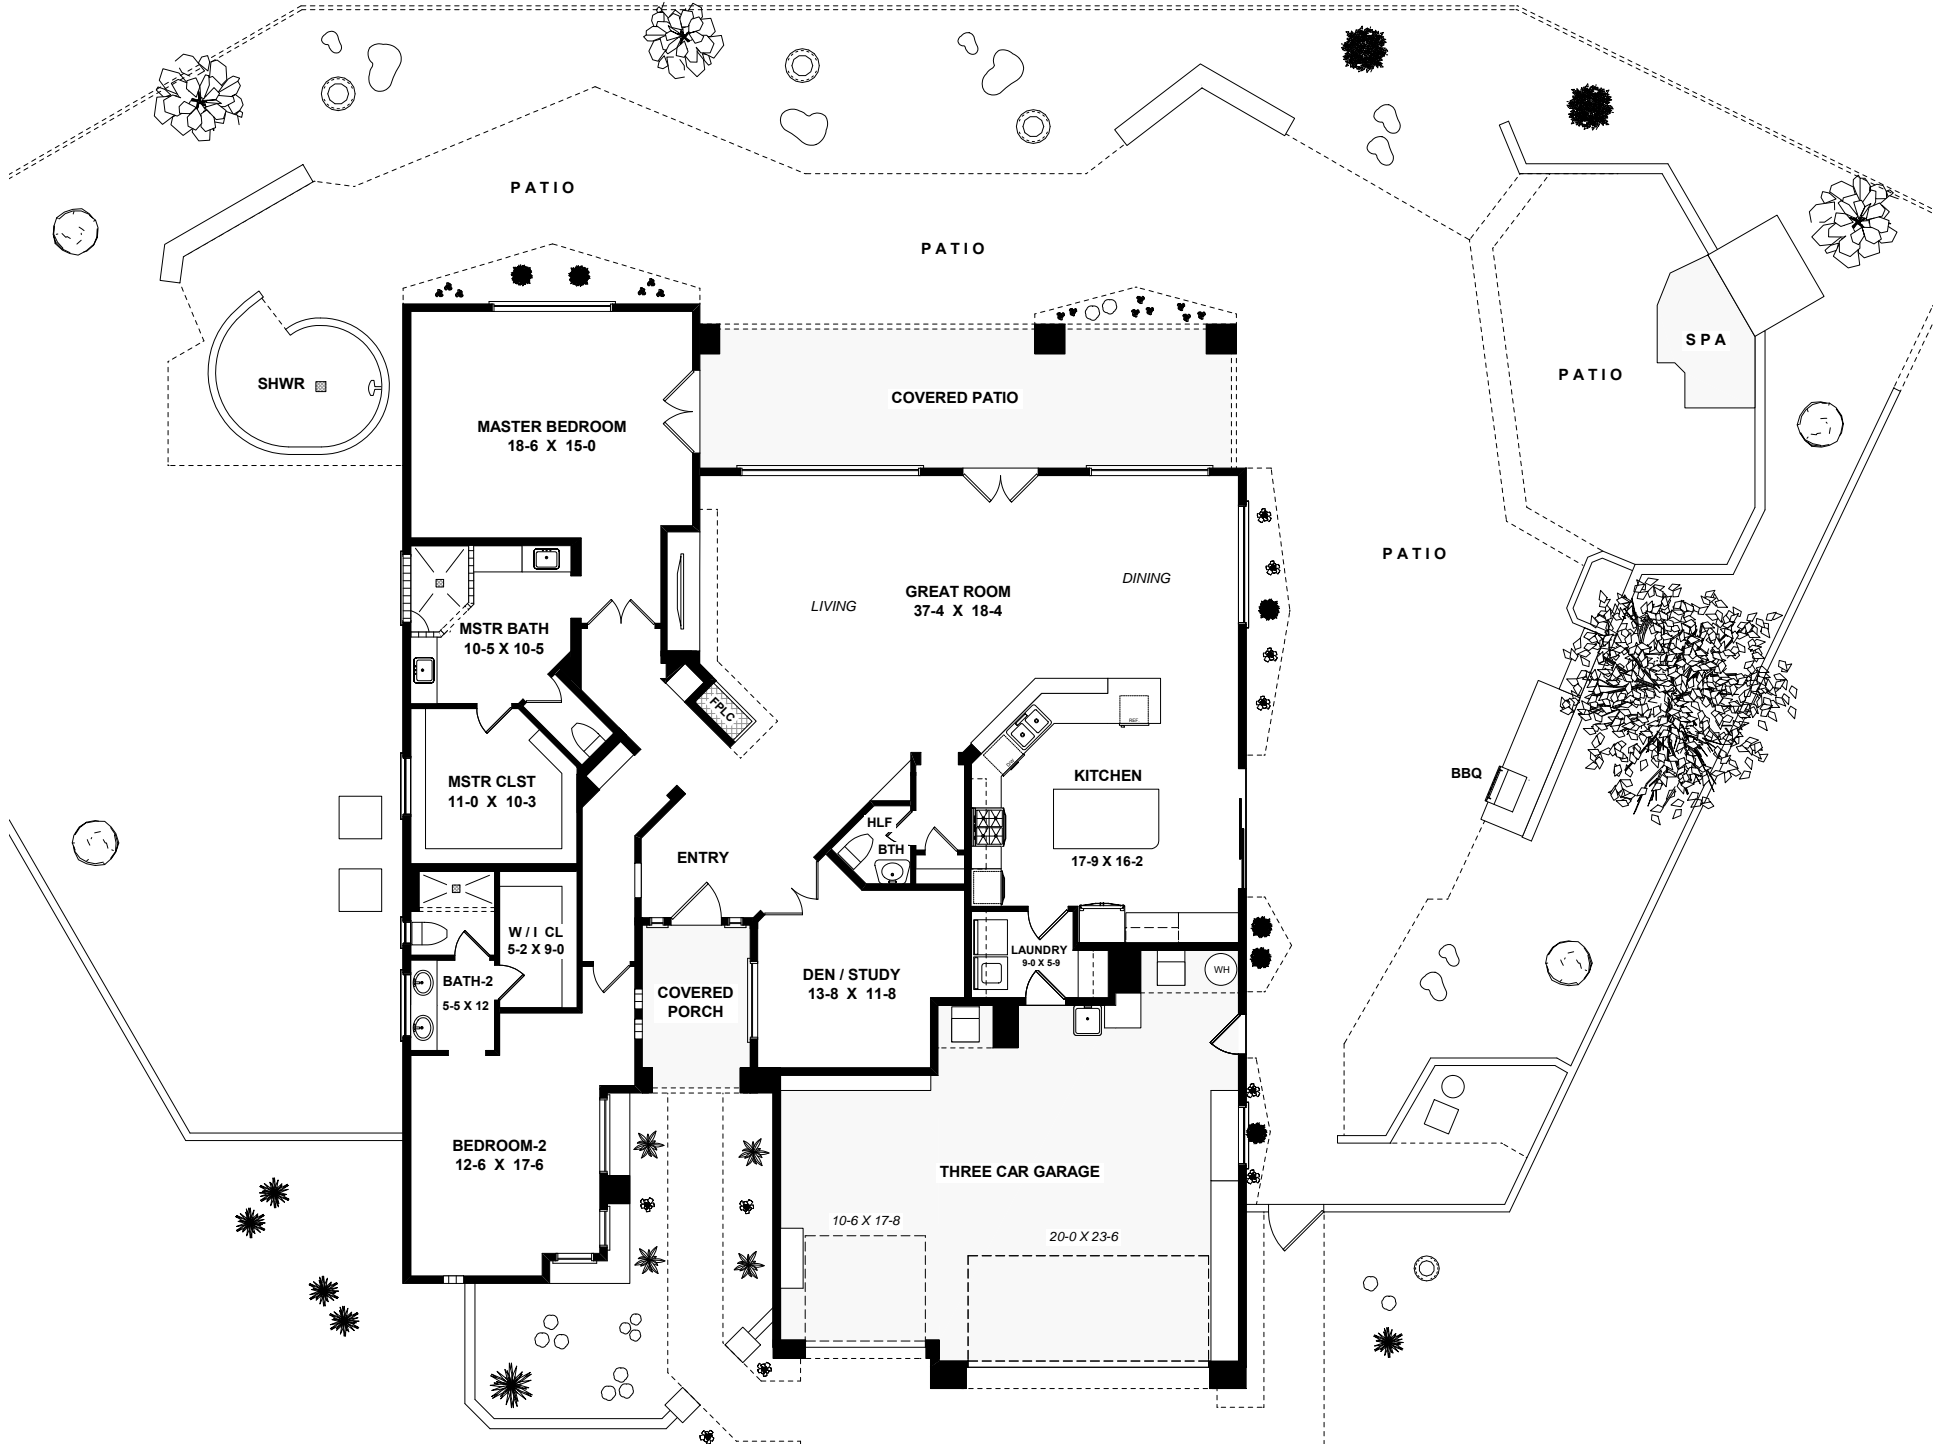 PATIO
PATIO
SPA
PATIO
SHWR
COVERED PATIO
MASTER BEDROOM
18-6 X 15-0
PATIO
LIVING
GREAT ROOM
37-4 X 18-4
DINING
MSTR BATH
10-5 X 10-5
FPLC
REF.
MSTR CLST
11-0 X 10-3
KITCHEN
BBQ
HLF
BTH
17-9 X 16-2
ENTRY
W / I CL
5-2 X 9-0
LAUNDRY
9-0 X 5-9
WH
BATH-2
5-5 X 12
DEN / STUDY
13-8 X 11-8
COVERED
PORCH
BEDROOM-2
12-6 X 17-6
THREE CAR GARAGE
10-6 X 17-8
20-0 X 23-6